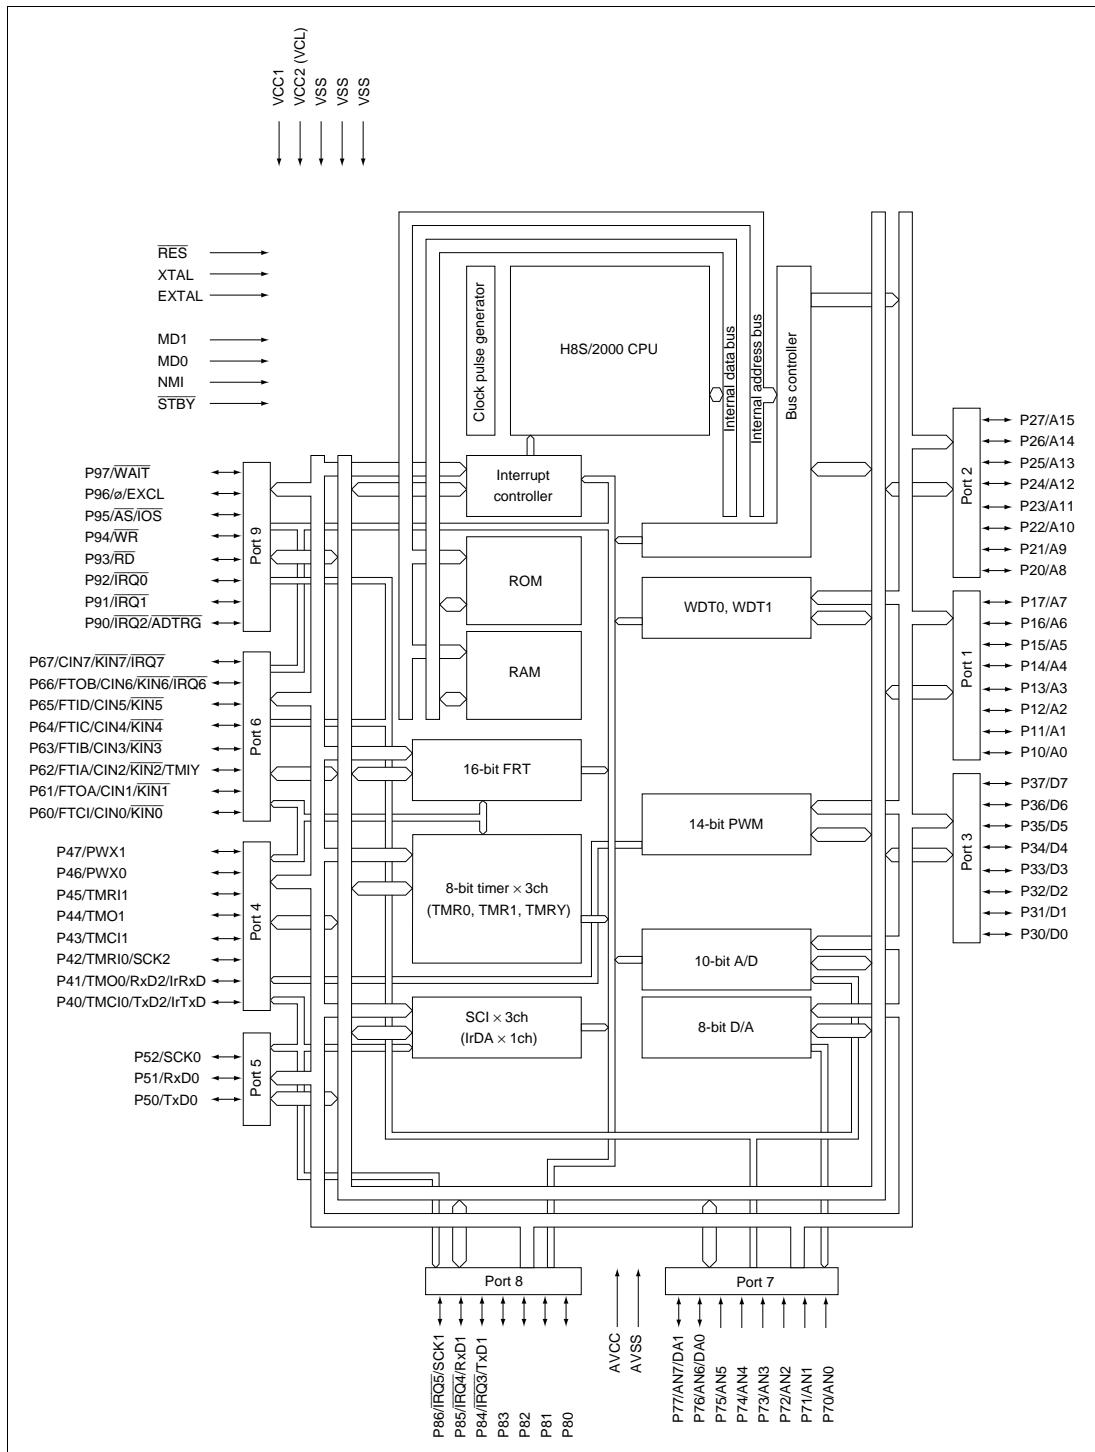 VCC1
VCC2 (VCL)
VSS
VSS
VSS
RES
XTAL
EXTAL
MD1
MD0
NMI
STBY
Clock pulse generator
H8S/2000 CPU
Internal data bus
Internal address bus
Bus controller
Interrupt
controller
ROM
RAM
WDT0, WDT1
16-bit FRT
14-bit PWM
8-bit timer × 3ch
(TMR0, TMR1, TMRY)
10-bit A/D
SCI × 3ch
(IrDA × 1ch)
8-bit D/A
P97/WAIT
P96/ø/EXCL
P95/AS/IOS
P94/WR
P93/RD
P92/IRQ0
P91/IRQ1
P90/IRQ2/ADTRG
Port 9
P67/CIN7/KIN7/IRQ7
P66/FTOB/CIN6/KIN6/IRQ6
P65/FTID/CIN5/KIN5
P64/FTIC/CIN4/KIN4
P63/FTIB/CIN3/KIN3
P62/FTIA/CIN2/KIN2/TMIY
P61/FTOA/CIN1/KIN1
P60/FTCI/CIN0/KIN0
Port 6
P47/PWX1
P46/PWX0
P45/TMRI1
P44/TMO1
P43/TMCI1
P42/TMRI0/SCK2
P41/TMO0/RxD2/IrRxD
P40/TMCI0/TxD2/IrTxD
Port 4
P52/SCK0
P51/RxD0
P50/TxD0
Port 5
Port 2
P27/A15
P26/A14
P25/A13
P24/A12
P23/A11
P22/A10
P21/A9
P20/A8
Port 1
P17/A7
P16/A6
P15/A5
P14/A4
P13/A3
P12/A2
P11/A1
P10/A0
Port 3
P37/D7
P36/D6
P35/D5
P34/D4
P33/D3
P32/D2
P31/D1
P30/D0
Port 8
P86/IRQ5/SCK1
P85/IRQ4/RxD1
P84/IRQ3/TxD1
P83
P82
P81
P80
AVCC
AVSS
Port 7
P77/AN7/DA1
P76/AN6/DA0
P75/AN5
P74/AN4
P73/AN3
P72/AN2
P71/AN1
P70/AN0